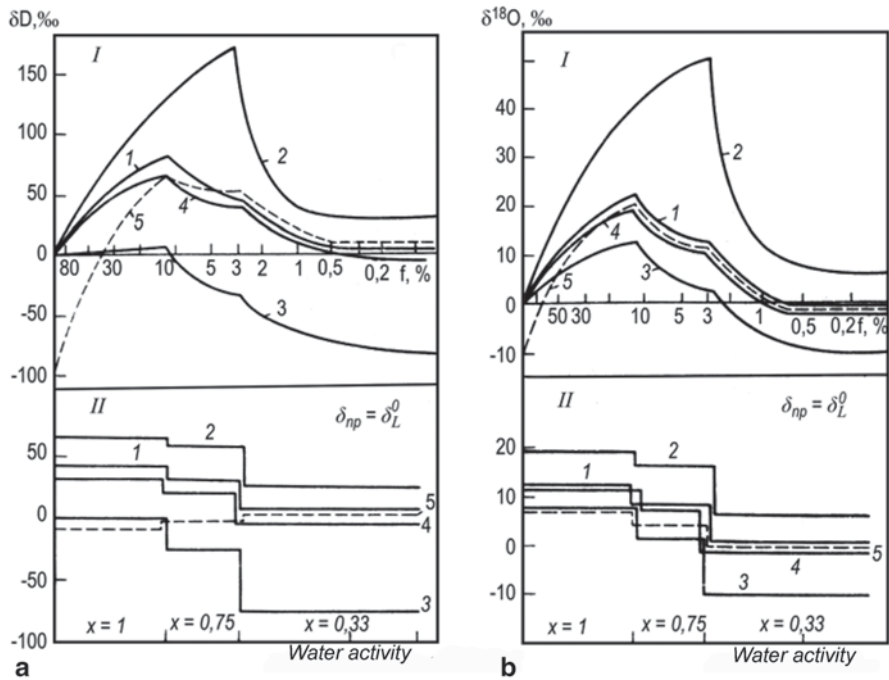 δD,‰
I
150
100
50
0
-50
-100
1
2
3
4
5
80 30 10 5 3 2 1 0,5 0,2 f, %
II
δnp = δ_L^0
50
0
-50
-100
1
2
3
4
5
x = 1 x = 0,75 x = 0,33
a
Water activity
δ18O, ‰
I
40
20
0
-10
1
2
3
4
5
50 30 10 5 3 1 0,5 0,2 f, %
II
δnp = δ_L^0
20
10
0
-10
1
2
3
4
5
x = 1 x = 0,75 x = 0,33
b
Water activity